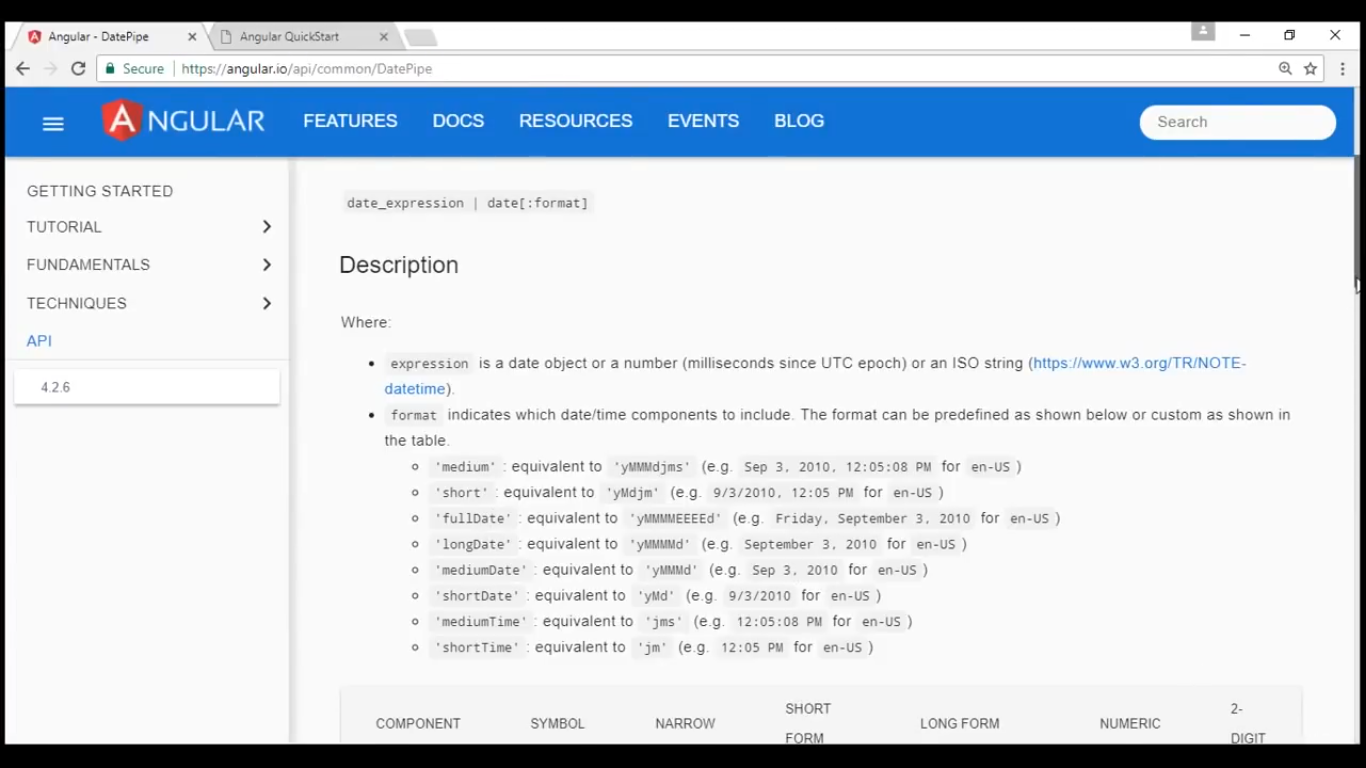 Angular - DatePipe
Angular QuickStart
Secure
https://angular.io/api/common/DatePipe
ANGULAR
FEATURES
DOCS
RESOURCES
EVENTS
BLOG
Search
GETTING STARTED
TUTORIAL
FUNDAMENTALS
TECHNIQUES
API
4.2.6
date_expression | date[:format]
Description
Where:
expression is a date object or a number (milliseconds since UTC epoch) or an ISO string (https://www.w3.org/TR/NOTE-
datetime).
format indicates which date/time components to include. The format can be predefined as shown below or custom as shown in
the table.
'medium' : equivalent to 'yMMMdjms' (e.g. Sep 3, 2010, 12:05:08 PM for en-US )
'short' : equivalent to 'yMdjm' (e.g. 9/3/2010, 12:05 PM for en-US )
'fullDate' : equivalent to 'yMMMMEEEEd' (e.g. Friday, September 3, 2010 for en-US )
'longDate' : equivalent to 'yMMMMd' (e.g. September 3, 2010 for en-US )
'mediumDate' : equivalent to 'yMMMd' (e.g. Sep 3, 2010 for en-US )
'shortDate' : equivalent to 'yMd' (e.g. 9/3/2010 for en-US )
'mediumTime' : equivalent to 'jms' (e.g. 12:05:08 PM for en-US )
'shortTime' : equivalent to 'jm' (e.g. 12:05 PM for en-US )
COMPONENT
SYMBOL
NARROW
SHORT
FORM
LONG FORM
NUMERIC
2-
DIGIT